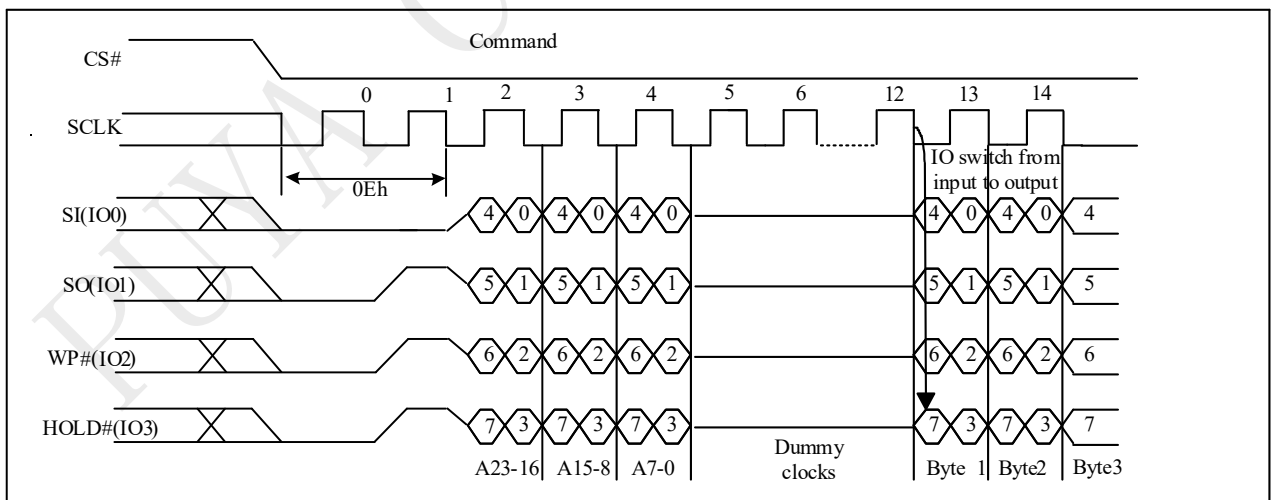 Command
CS#
0 1 2 3 4 5 6 12 13 14
SCLK
IO switch from
input to output
0Eh
SI(IO0) 4 0 4 0 4 0 4 0 4 0 4
SO(IO1) 5 1 5 1 5 1 5 1 5 1 5
WP#(IO2) 6 2 6 2 6 2 6 2 6 2 6
HOLD#(IO3) 7 3 7 3 7 3 7 3 7 3 7
Dummy
clocks
A23-16 A15-8 A7-0 Byte 1 Byte2 Byte3
PUYA